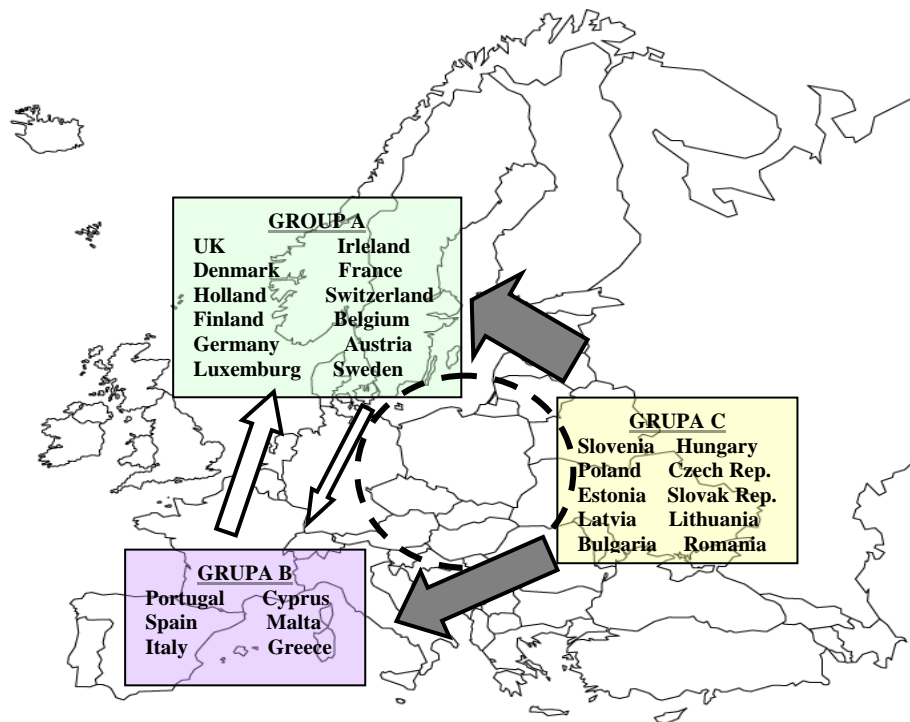 GROUP A
UK Irleland
Denmark France
Holland Switzerland
Finland Belgium
Germany Austria
Luxemburg Sweden
GRUPA C
Slovenia Hungary
Poland Czech Rep.
Estonia Slovak Rep.
Latvia Lithuania
Bulgaria Romania
GRUPA B
Portugal Cyprus
Spain Malta
Italy Greece